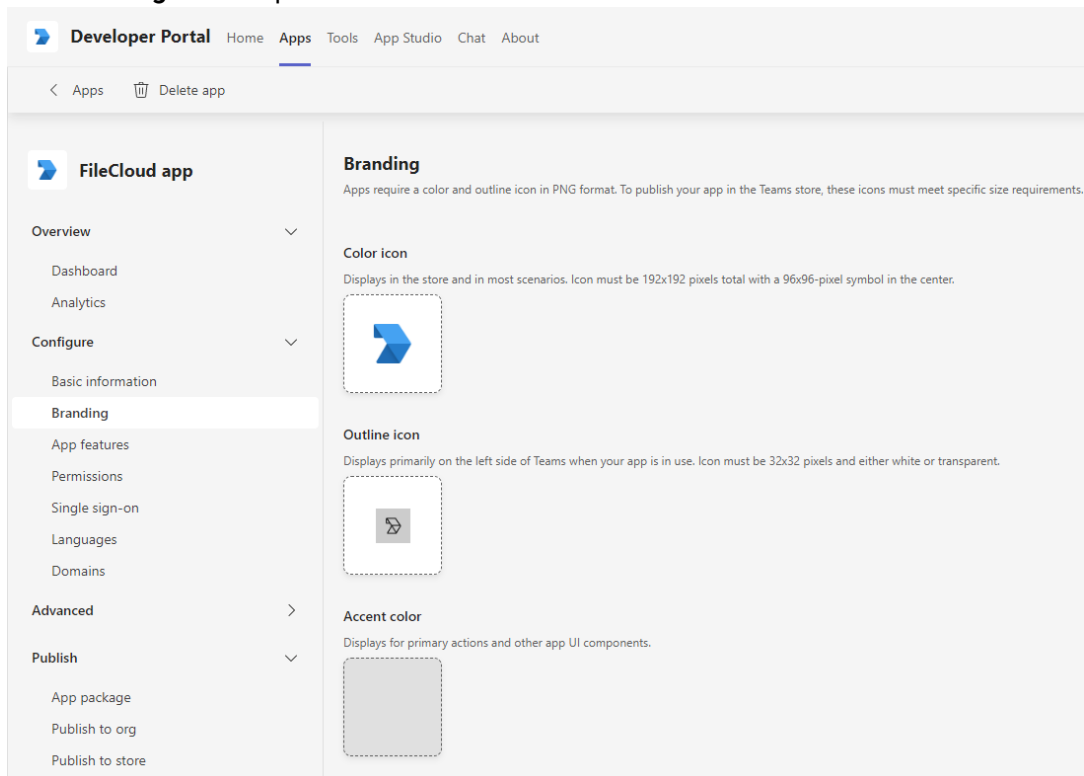 Developer Portal Home Apps Tools App Studio Chat About
Apps Delete app
FileCloud app
Overview
Dashboard
Analytics
Configure
Basic information
Branding
App features
Permissions
Single sign-on
Languages
Domains
Advanced
Publish
App package
Publish to org
Publish to store
Branding
Apps require a color and outline icon in PNG format. To publish your app in the Teams store, these icons must meet specific size requirements.
Color icon
Displays in the store and in most scenarios. Icon must be 192x192 pixels total with a 96x96-pixel symbol in the center.
Outline icon
Displays primarily on the left side of Teams when your app is in use. Icon must be 32x32 pixels and either white or transparent.
Accent color
Displays for primary actions and other app UI components.